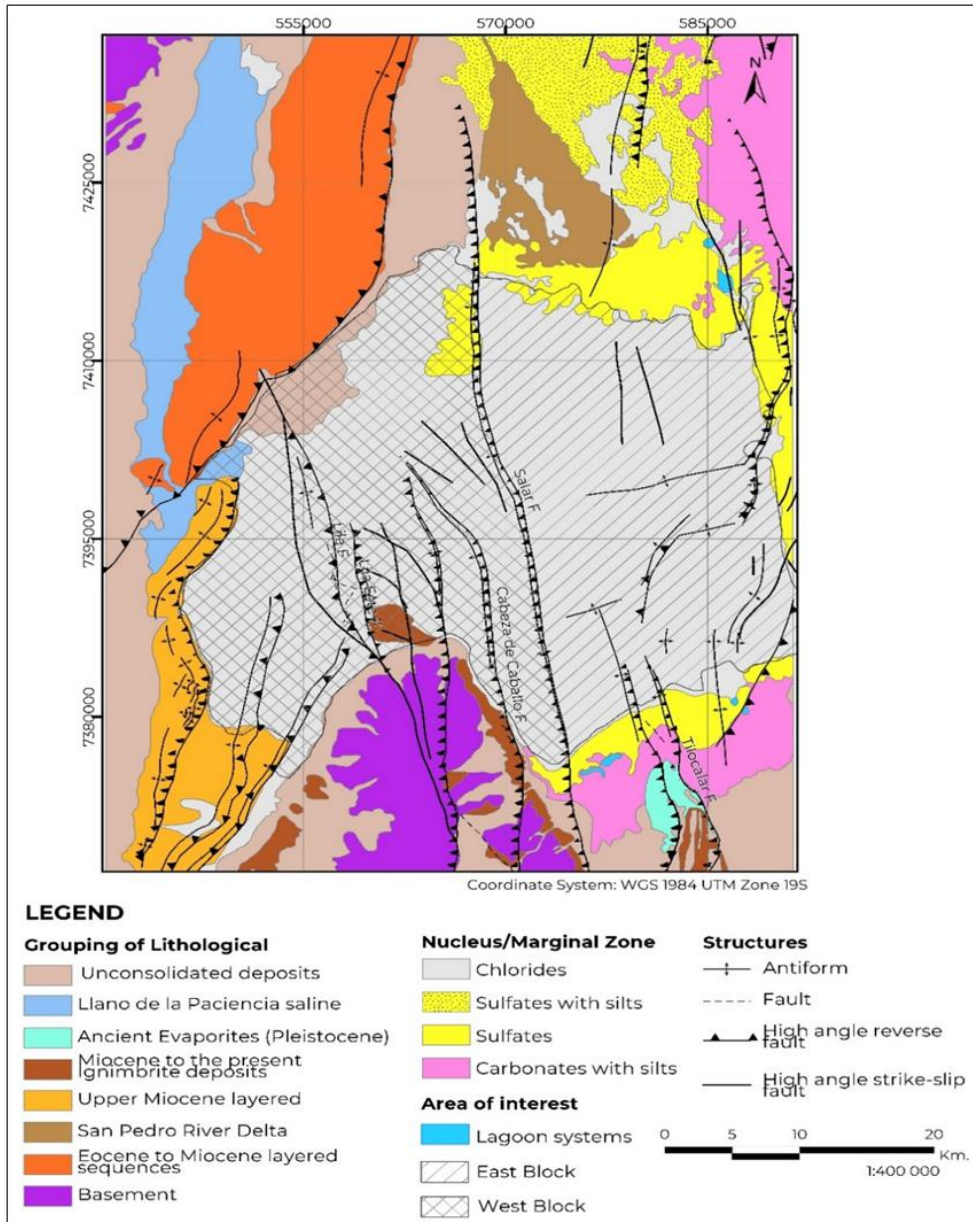 555000 570000 585000
N
7425000
7410000
7395000
7380000
Salar F
Lila F
Cabeza de Caballo F
Tilocalar F
Coordinate System: WGS 1984 UTM Zone 19S
LEGEND
Grouping of Lithological
Unconsolidated deposits
Llano de la Paciencia saline
Ancient Evaporites (Pleistocene)
Miocene to the present
Ignimbrite deposits
Upper Miocene layered
San Pedro River Delta
Eocene to Miocene layered
sequences
Basement
Nucleus/Marginal Zone
Chlorides
Sulfates with silts
Sulfates
Carbonates with silts
Area of interest
Lagoon systems
East Block
West Block
Structures
Antiform
Fault
High angle reverse
fault
High angle strike-slip
fault
0 5 10 20
Km.
1:400 000